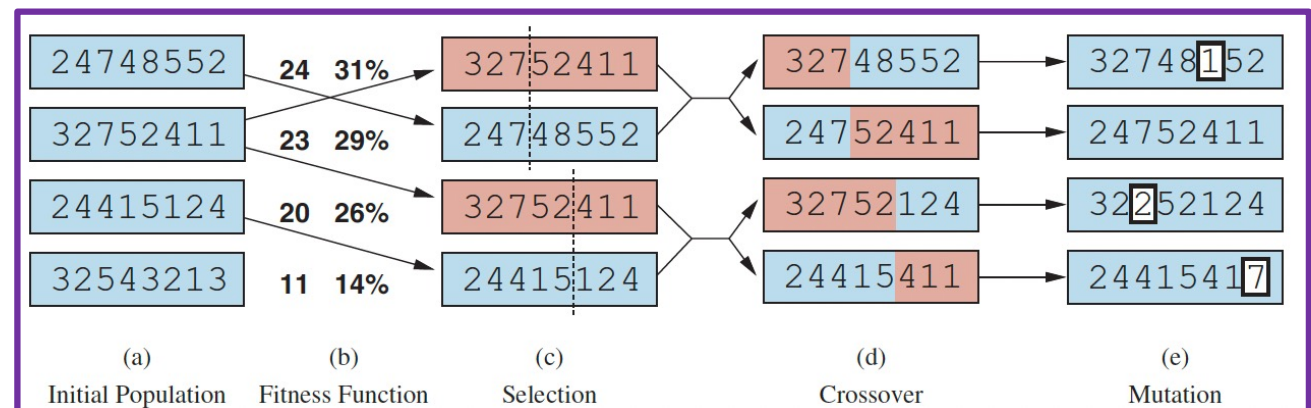 24748552 24 31% 32752411 32748552 32748152
32752411 23 29% 24748552 24752411 24752411
24415124 20 26% 32752411 32752124 32252124
32543213 11 14% 24415124 24415411 24415417
(a) (b) (c) (d) (e)
Initial Population Fitness Function Selection Crossover Mutation